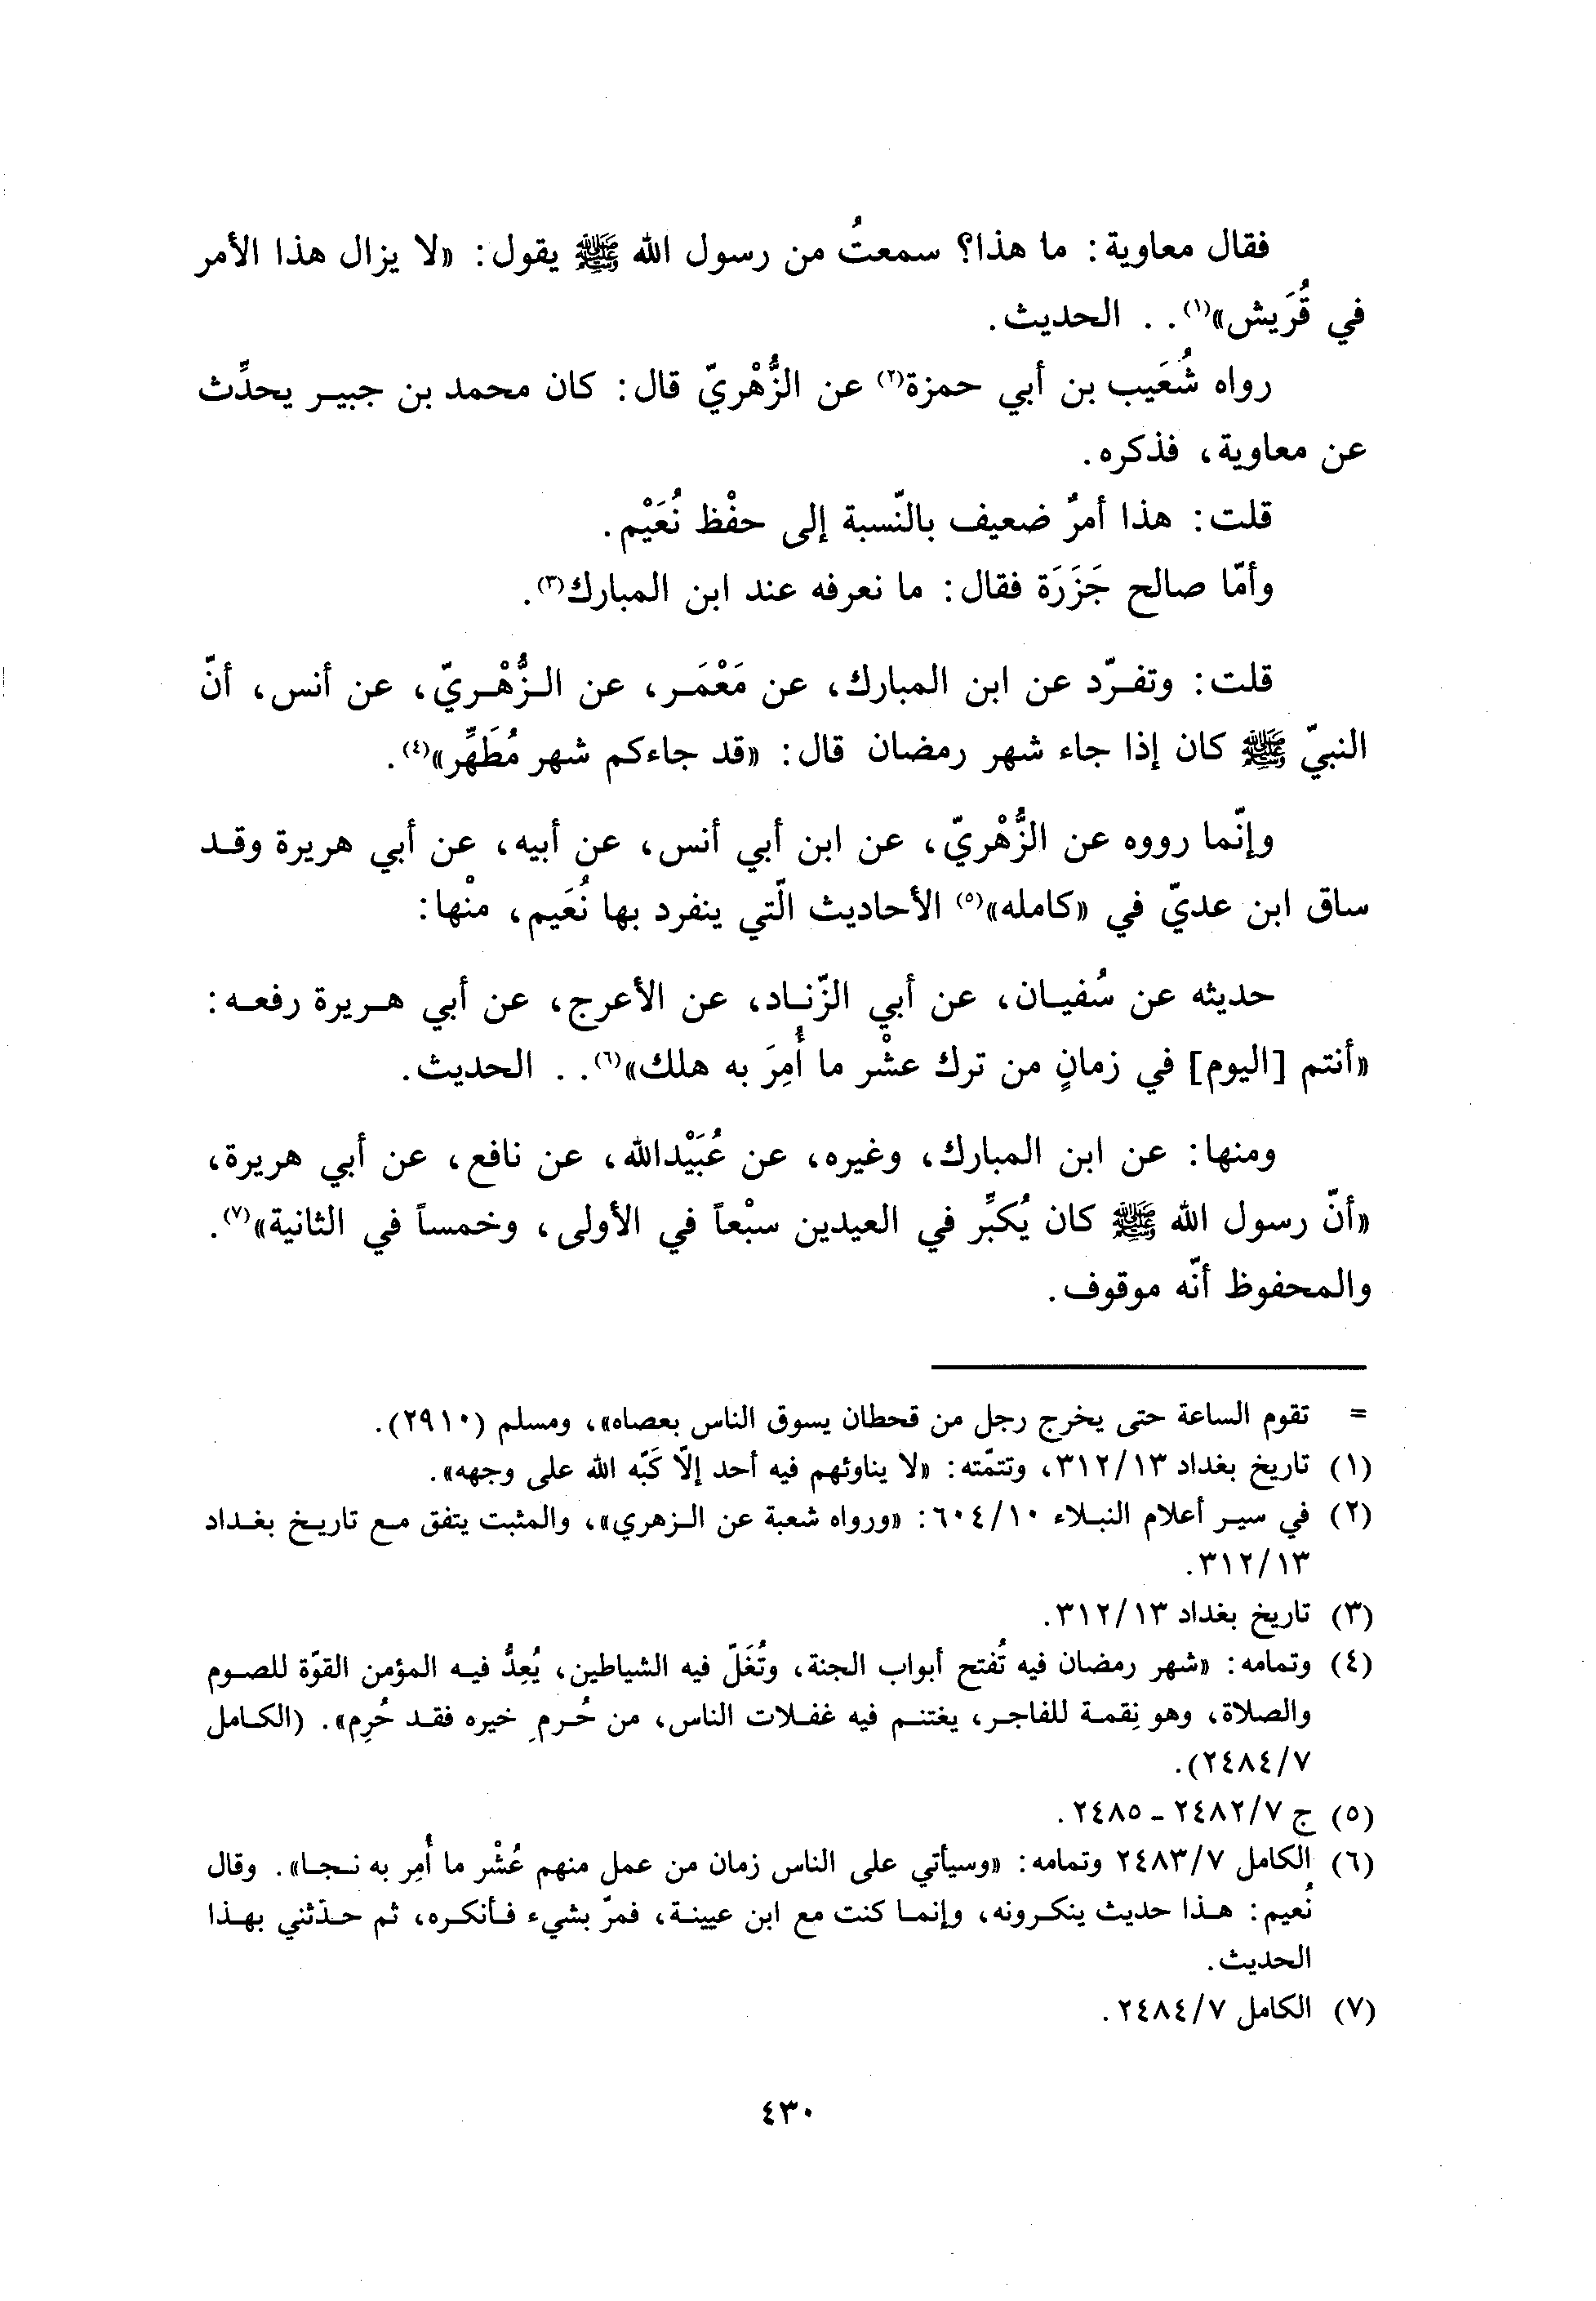 فقال معاوية: ما هذا؟ سمعتُ من رسول الله ﷺ يقول: «لا يزال هذا الأمر
في قُرَيش»(١). . الحديث.
رواه شُعَيب بن أبي حمزة(٢) عن الزُّهْريّ قال: كان محمد بن جبير يحدِّث
عن معاوية، فذكره.
قلت: هذا أمرٌ ضعيف بالنّسبة إلى حفْظ نُعَيْم.
وأمّا صالح جَزَرَة فقال: ما نعرفه عند ابن المبارك(٣).
قلت: وتفرّد عن ابن المبارك، عن مَعْمَر، عن الزُّهْريّ، عن أنس، أنّ
النبيّ ﷺ كان إذا جاء شهر رمضان قال: «قد جاءكم شهر مُطَهِّر»(٤).
وإنّما رووه عن الزُّهْريّ، عن ابن أبي أنس، عن أبيه، عن أبي هريرة وقد
ساق ابن عديّ في «كامله»(٥) الأحاديث الّتي ينفرد بها نُعَيم، منْها:
حديثه عن سُفيان، عن أبي الزّناد، عن الأعرج، عن أبي هريرة رفعه:
«أنتم [اليوم] في زمانٍ من ترك عشْر ما أُمِرَ به هلك»(٦). . الحديث.
ومنها: عن ابن المبارك، وغيره، عن عُبَيْدالله، عن نافع، عن أبي هريرة،
«أنّ رسول الله ﷺ كان يُكبِّر في العيدين سبْعاً في الأولى، وخمساً في الثانية»(٧).
والمحفوظ أنّه موقوف.
= تقوم الساعة حتى يخرج رجل من قحطان يسوق الناس بعصاه»، ومسلم (٢٩١٠).
(١) تاريخ بغداد ٣١٢/١٣، وتتمّته: «لا يناوئهم فيه أحد إلاّ كَبّه الله على وجهه».
(٢) في سير أعلام النبلاء ٦٠٤/١٠: «ورواه شعبة عن الزهري»، والمثبت يتفق مع تاريخ بغداد
٣١٢/١٣.
(٣) تاريخ بغداد ٣١٢/١٣.
(٤) وتمامه: «شهر رمضان فيه تُفتح أبواب الجنة، وتُغَلّ فيه الشياطين، يُعِدُّ فيه المؤمن القوّة للصوم
والصلاة، وهو نِقمة للفاجر، يغتنم فيه غفلات الناس، من حُرمِ خيره فقد حُرِم». (الكامل
٢٤٨٤/٧).
(٥) ج ٢٤٨٢/٧ - ٢٤٨٥.
(٦) الكامل ٢٤٨٣/٧ وتمامه: «وسيأتي على الناس زمان من عمل منهم عُشْر ما أُمِر به نجا». وقال
نُعيم: هذا حديث ينكرونه، وإنما كنت مع ابن عيينة، فمرّ بشيء فأنكره، ثم حدّثني بهذا
الحديث.
(٧) الكامل ٢٤٨٤/٧.
٤٣٠